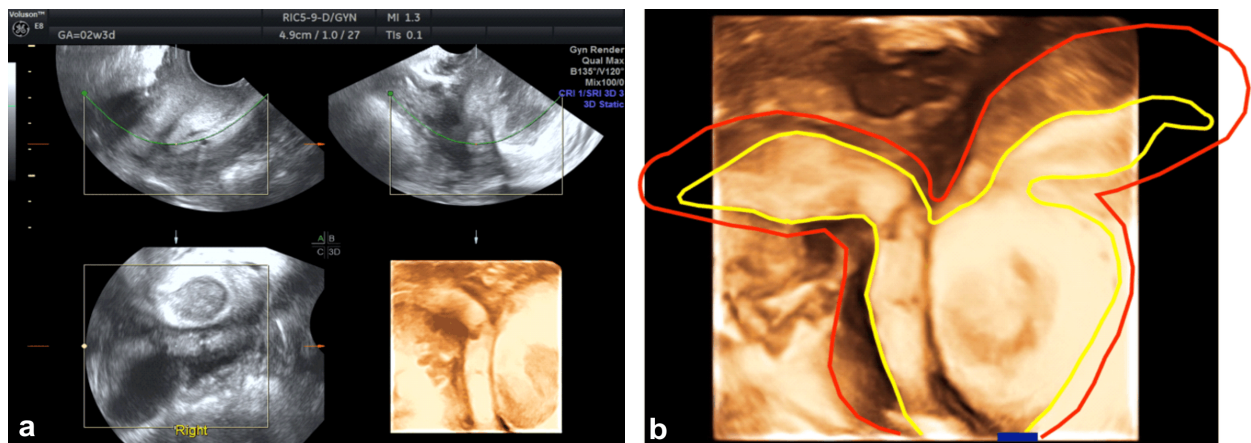 Voluson™
E8
RIC5-9-D/GYN
MI 1.3
GA=02w3d
4.9cm / 1.0 / 27
TIs 0.1
Gyn Render
Qual Max
B135°/V120°
Mix100/0
CRI 1/SRI 3D 3
3D Static
A B
C 3D
Right
a
b